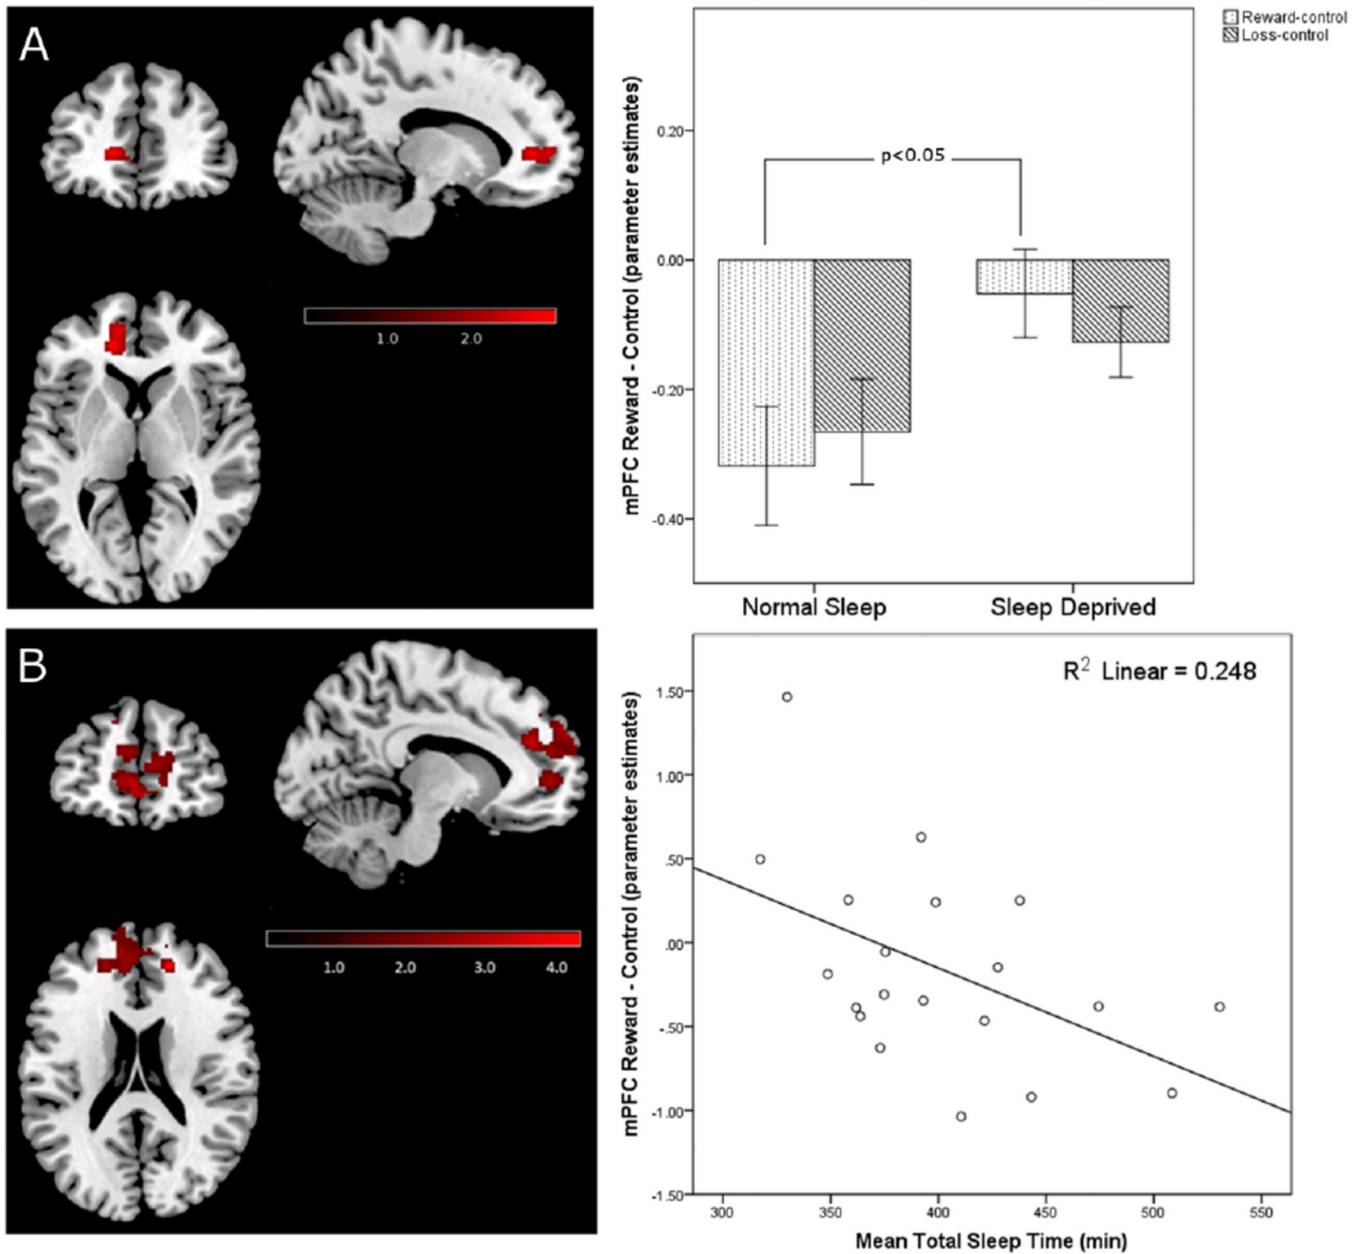 A
1.0 2.0
Reward-control
Loss-control
mPFC Reward - Control (parameter estimates)
0.20
0.00
-0.20
-0.40
p<0.05
Normal Sleep Sleep Deprived
B
1.0 2.0 3.0 4.0
R2 Linear = 0.248
mPFC Reward - Control (parameter estimates)
1.50
1.00
.50
.00
-.50
-1.00
-1.50
300 350 400 450 500 550
Mean Total Sleep Time (min)